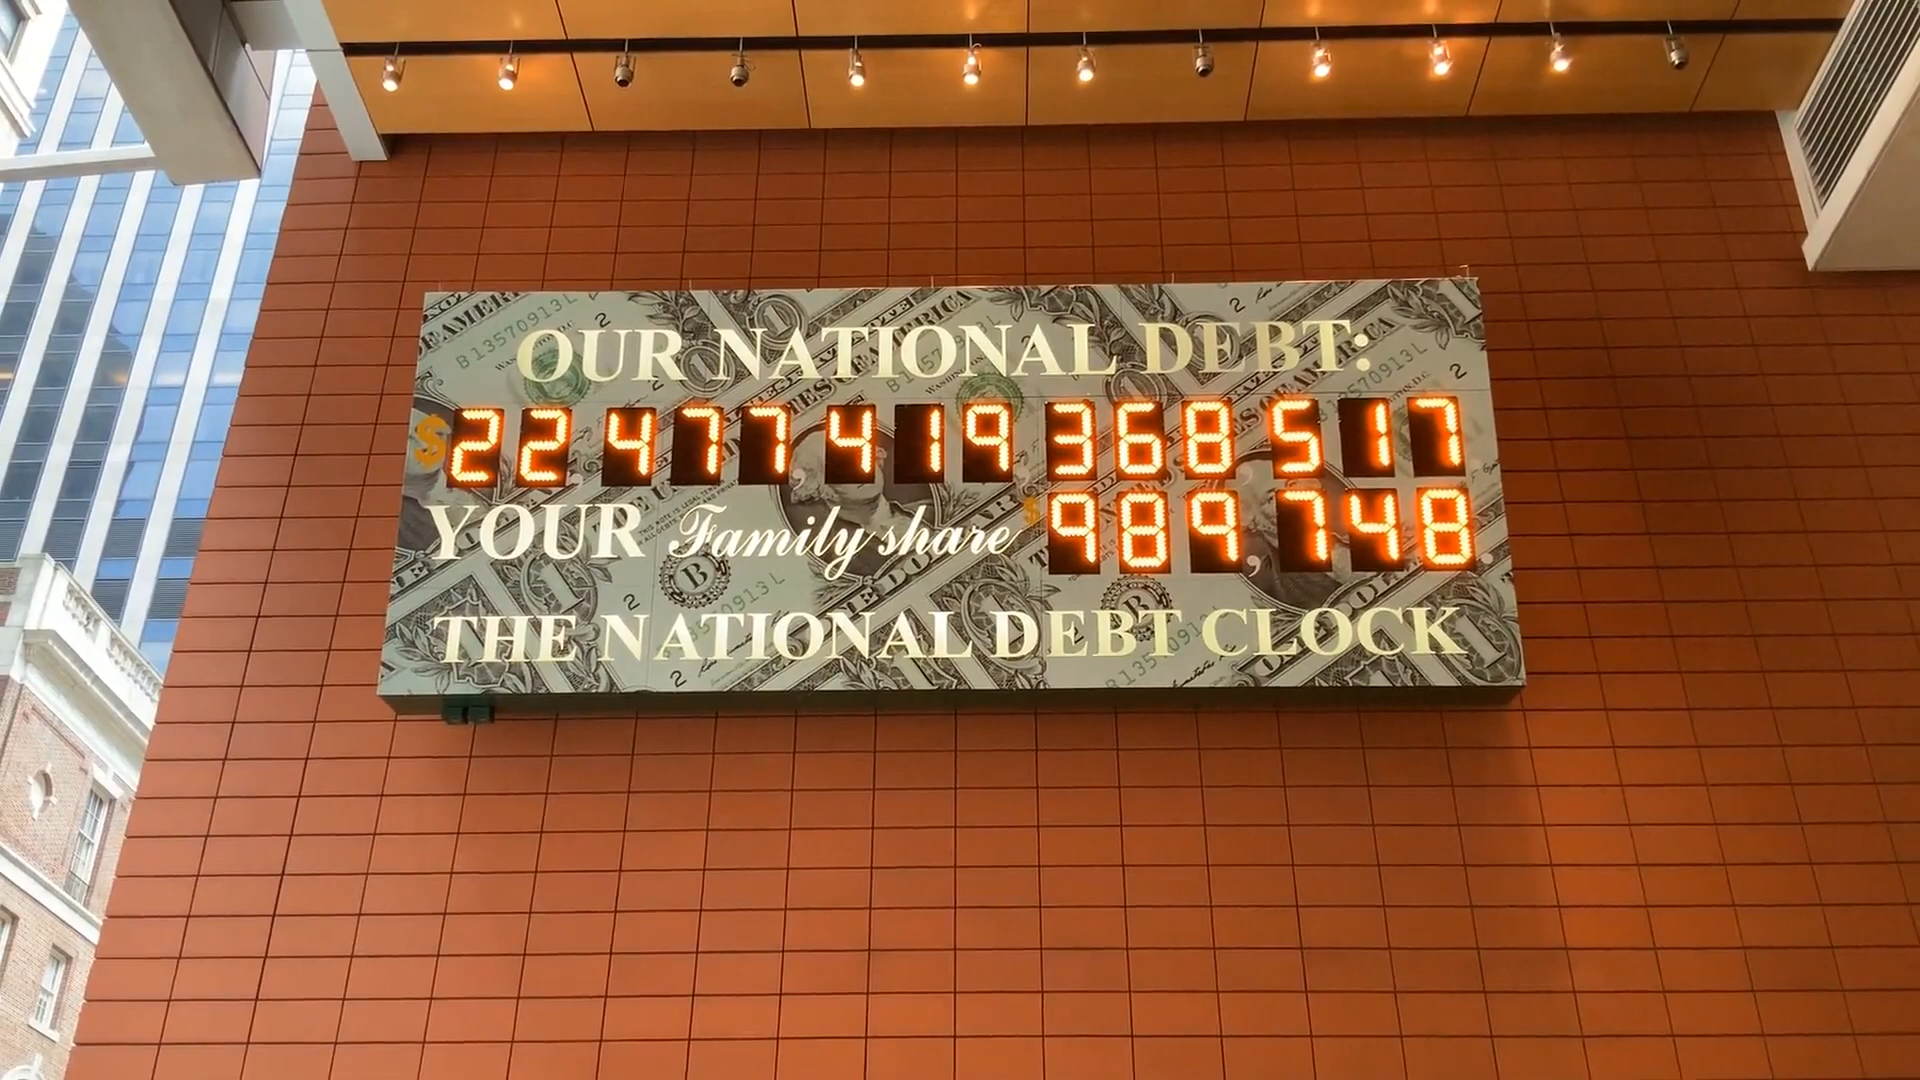 OUR NATIONAL DEBT:
$22,477,419,368,517
YOUR Family share $989,748.
THE NATIONAL DEBT CLOCK